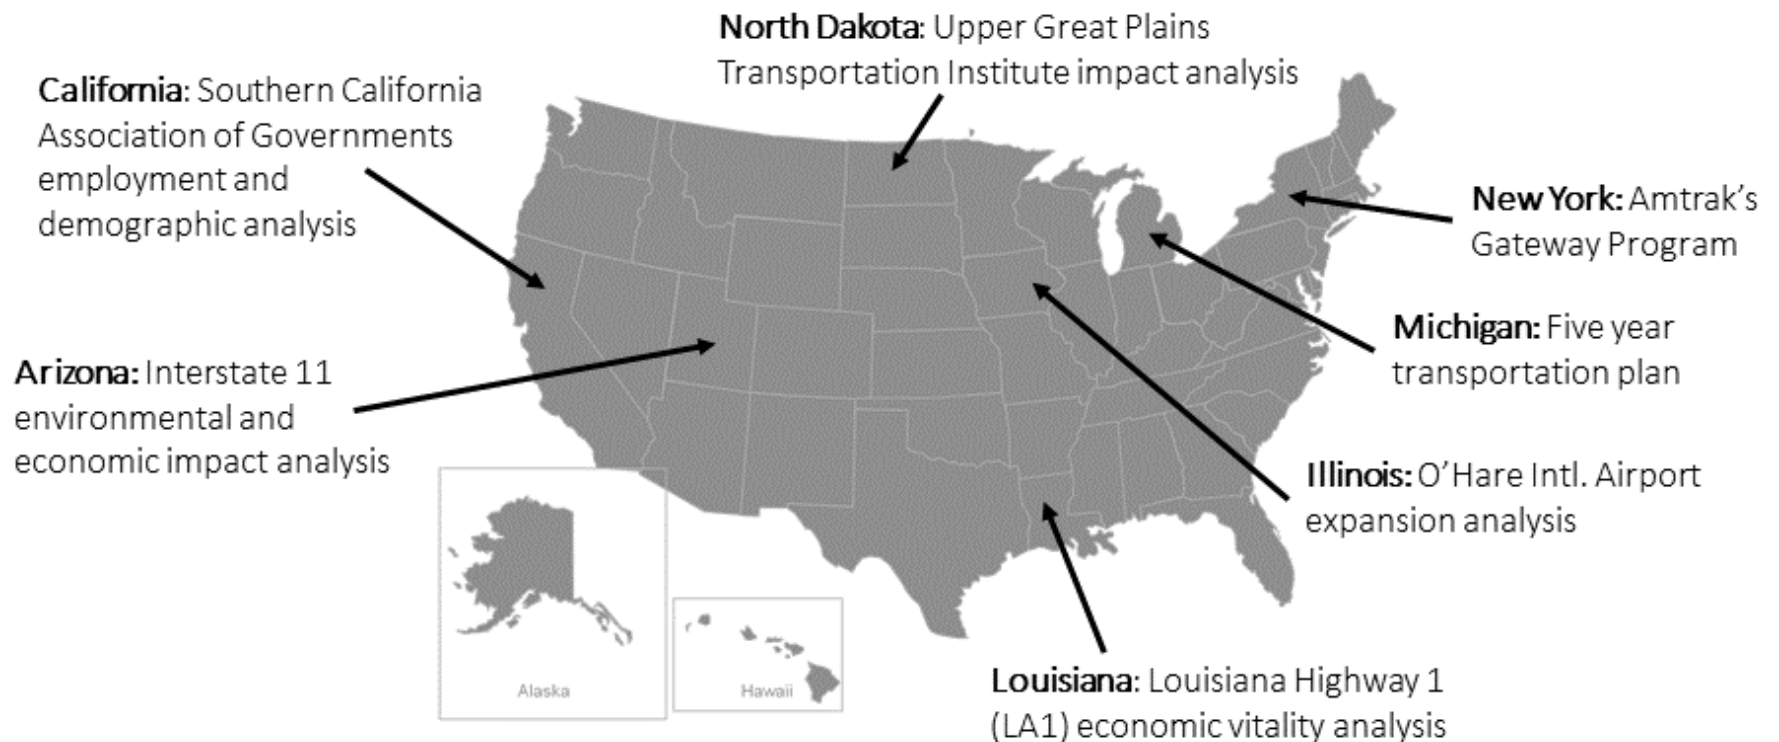 North Dakota: Upper Great Plains
Transportation Institute impact analysis
California: Southern California
Association of Governments
employment and
demographic analysis
New York: Amtrak's
Gateway Program
Michigan: Five year
transportation plan
Arizona: Interstate 11
environmental and
economic impact analysis
Illinois: O'Hare Intl. Airport
expansion analysis
Alaska
Hawaii
Louisiana: Louisiana Highway 1
(LA1) economic vitality analysis